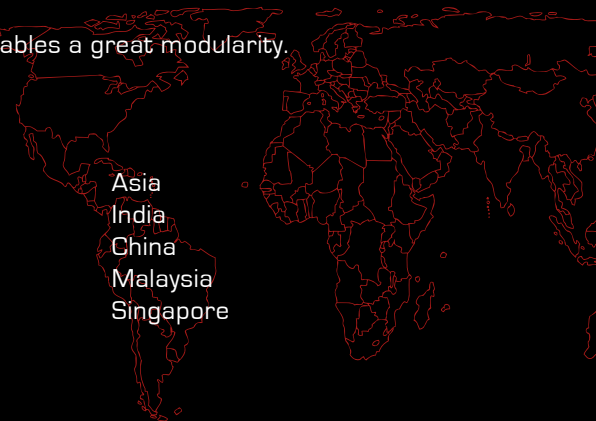 ables a great modularity.
Asia
India
China
Malaysia
Singapore